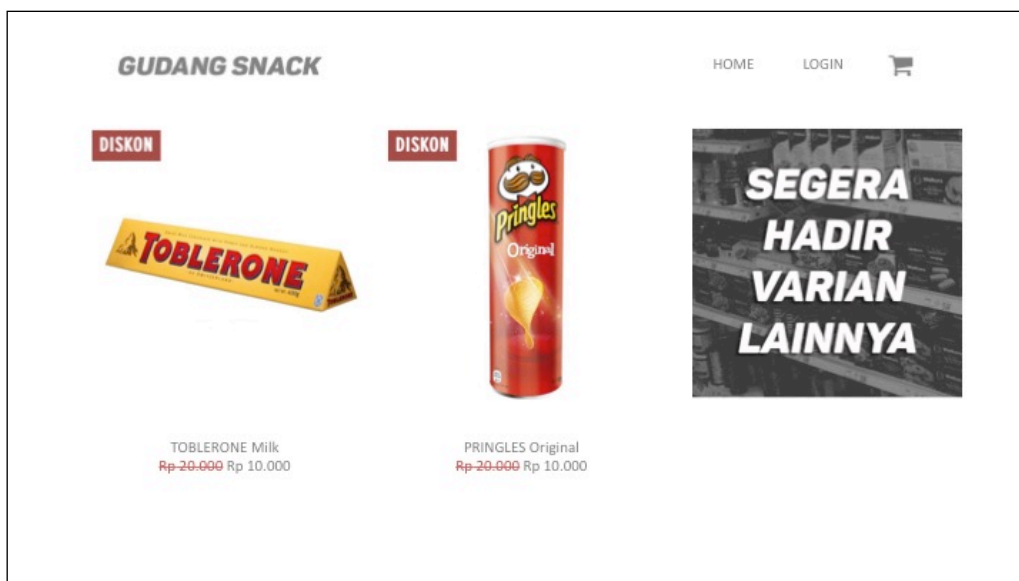 GUDANG SNACK
HOME
LOGIN
DISKON
TOBLERONE
DISKON
Pringles
Original
SEGERA
HADIR
VARIAN
LAINNYA
TOBLERONE Milk
Rp 20.000 Rp 10.000
PRINGLES Original
Rp 20.000 Rp 10.000